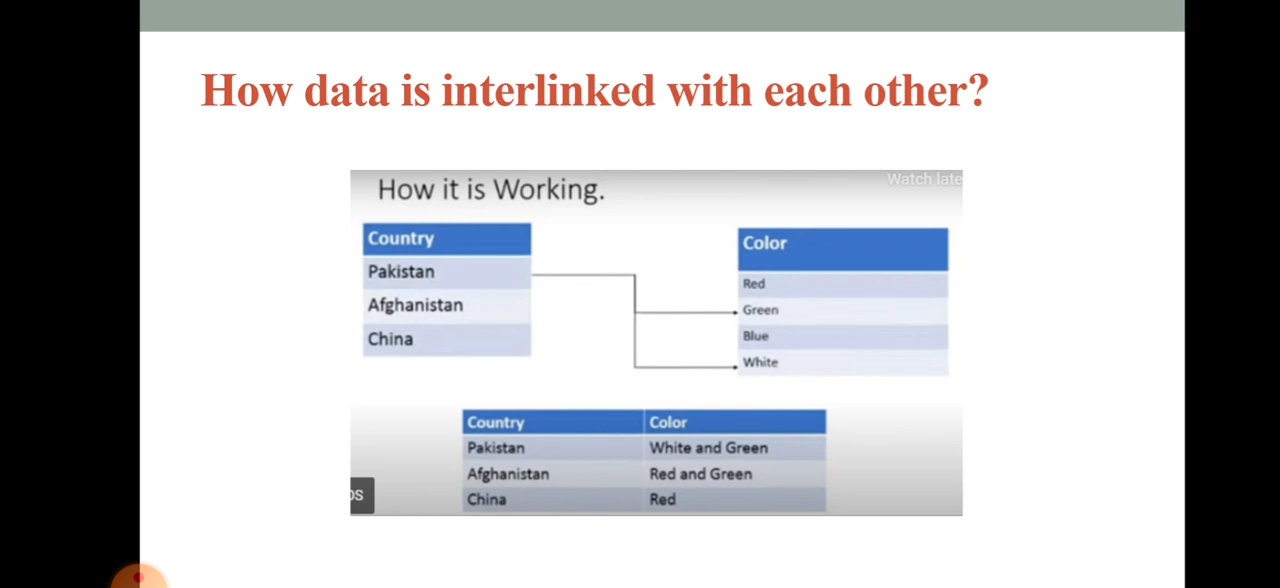 How data is interlinked with each other?
Watch late
How it is Working.
Country
Pakistan
Afghanistan
China
Color
Red
Green
Blue
White
Country Color
Pakistan White and Green
Afghanistan Red and Green
China Red
os